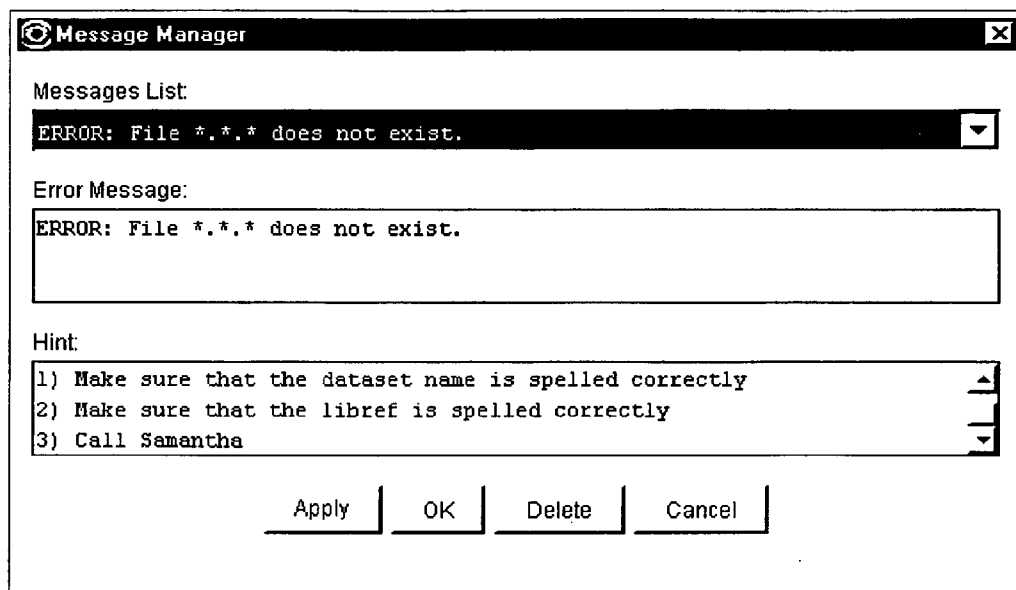 Message Manager
Messages List:
ERROR: File *.*.* does not exist.
Error Message:
ERROR: File *.*.* does not exist.
Hint:
1) Make sure that the dataset name is spelled correctly
2) Make sure that the libref is spelled correctly
3) Call Samantha
Apply OK Delete Cancel